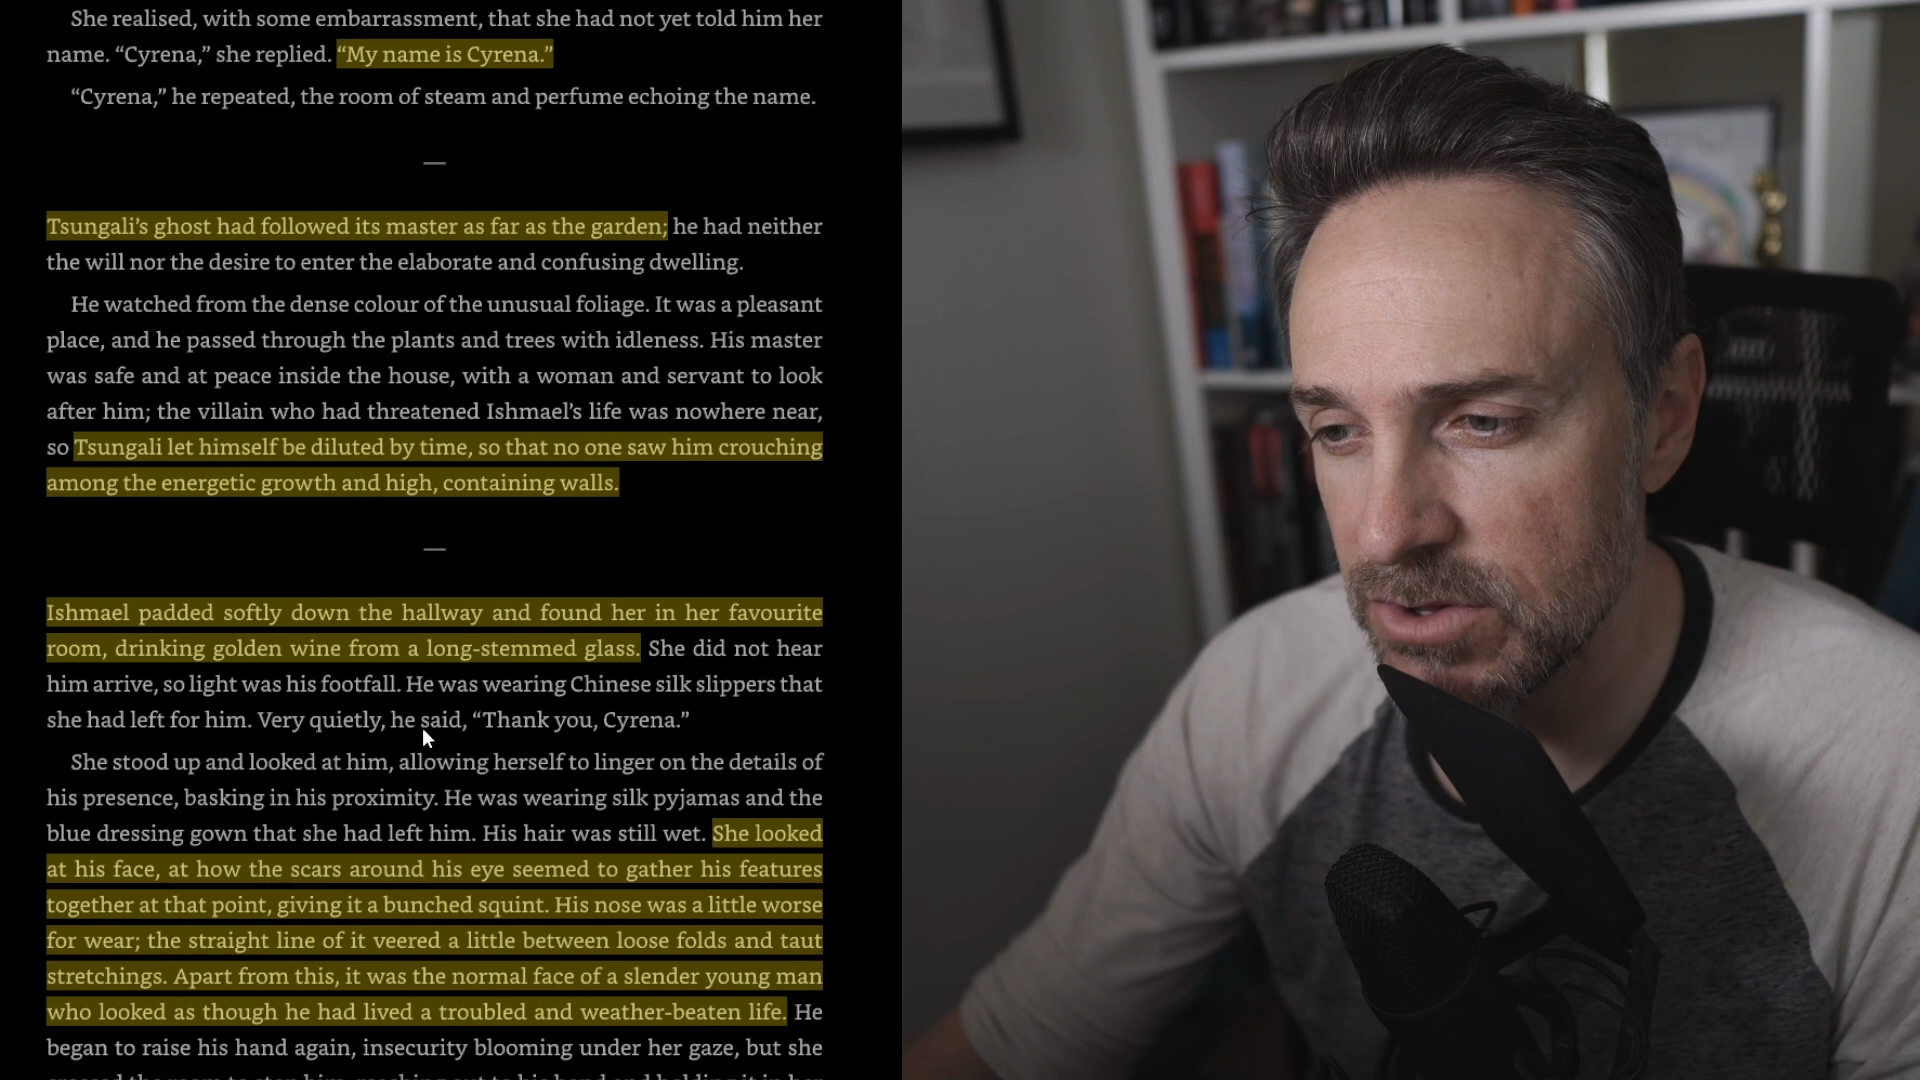 She realised, with some embarrassment, that she had not yet told him her
name. “Cyrena,” she replied. “My name is Cyrena.”
“Cyrena,” he repeated, the room of steam and perfume echoing the name.
—
Tsungali’s ghost had followed its master as far as the garden; he had neither
the will nor the desire to enter the elaborate and confusing dwelling.
He watched from the dense colour of the unusual foliage. It was a pleasant
place, and he passed through the plants and trees with idleness. His master
was safe and at peace inside the house, with a woman and servant to look
after him; the villain who had threatened Ishmael’s life was nowhere near,
so Tsungali let himself be diluted by time, so that no one saw him crouching
among the energetic growth and high, containing walls.
—
Ishmael padded softly down the hallway and found her in her favourite
room, drinking golden wine from a long-stemmed glass. She did not hear
him arrive, so light was his footfall. He was wearing Chinese silk slippers that
she had left for him. Very quietly, he said, “Thank you, Cyrena.”
She stood up and looked at him, allowing herself to linger on the details of
his presence, basking in his proximity. He was wearing silk pyjamas and the
blue dressing gown that she had left him. His hair was still wet. She looked
at his face, at how the scars around his eye seemed to gather his features
together at that point, giving it a bunched squint. His nose was a little worse
for wear; the straight line of it veered a little between loose folds and taut
stretchings. Apart from this, it was the normal face of a slender young man
who looked as though he had lived a troubled and weather-beaten life. He
began to raise his hand again, insecurity blooming under her gaze, but she